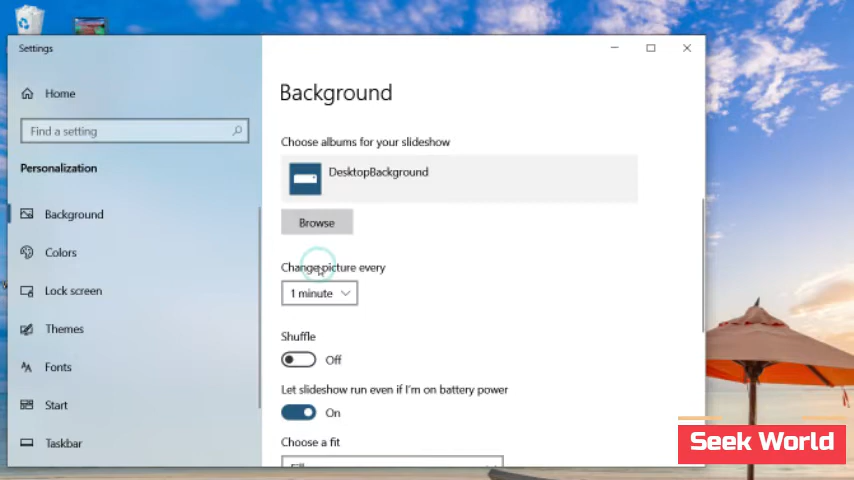 Settings
Home
Find a setting
Personalization
Background
Colors
Lock screen
Themes
Fonts
Start
Taskbar
Background
Choose albums for your slideshow
DesktopBackground
Browse
Change picture every
1 minute
Shuffle
Off
Let slideshow run even if I'm on battery power
On
Choose a fit
Seek World